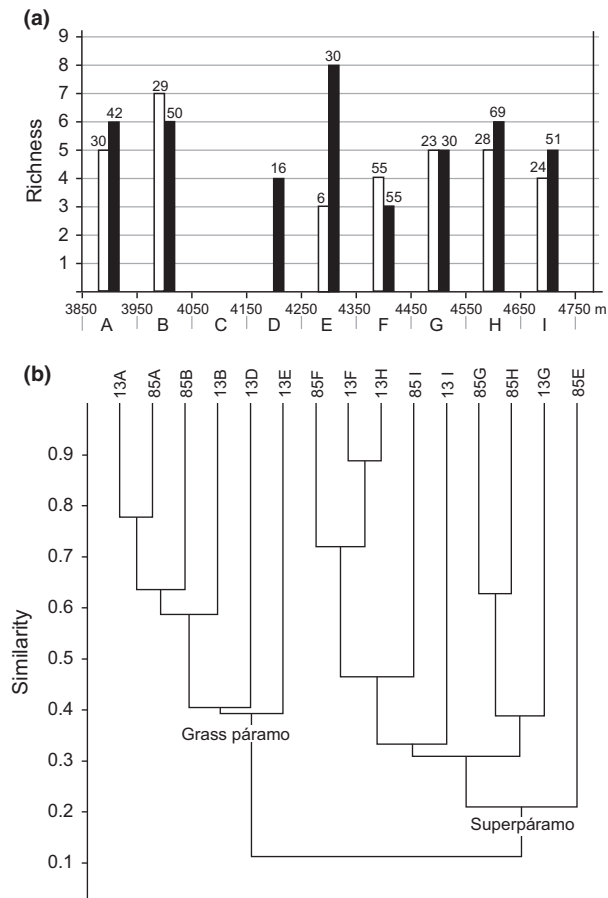 (a)
9
8
7
6
5
4
3
2
1
Richness
30 42 29 50 16 6 30 55 55 23 30 28 69 24 51
3850 3950 4050 4150 4250 4350 4450 4550 4650 4750 m
A B C D E F G H I
(b)
13A 85A 85B 13B 13D 13E 85F 13F 13H 85 I 13 I 85G 85H 13G 85E
0.9
0.8
0.7
0.6
0.5
0.4
0.3
0.2
0.1
Similarity
Grass páramo
Superpáramo